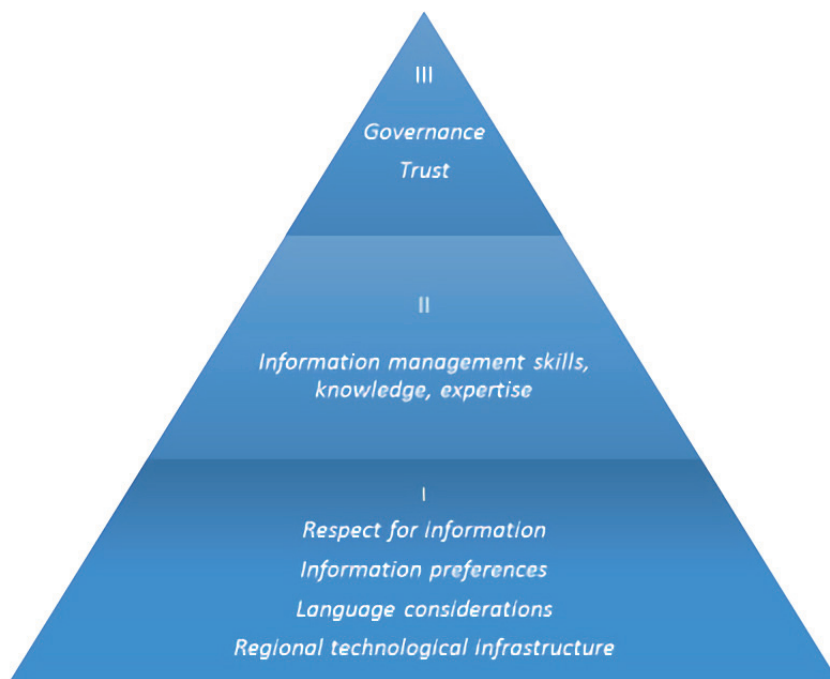 III
Governance
Trust
II
Information management skills,
knowledge, expertise
I
Respect for information
Information preferences
Language considerations
Regional technological infrastructure